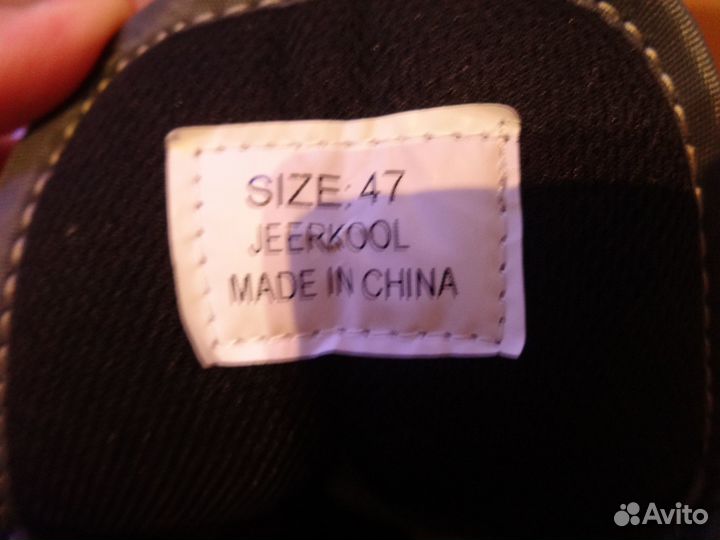 SIZE: 47
JEERKOOL
MADE IN CHINA
Avito